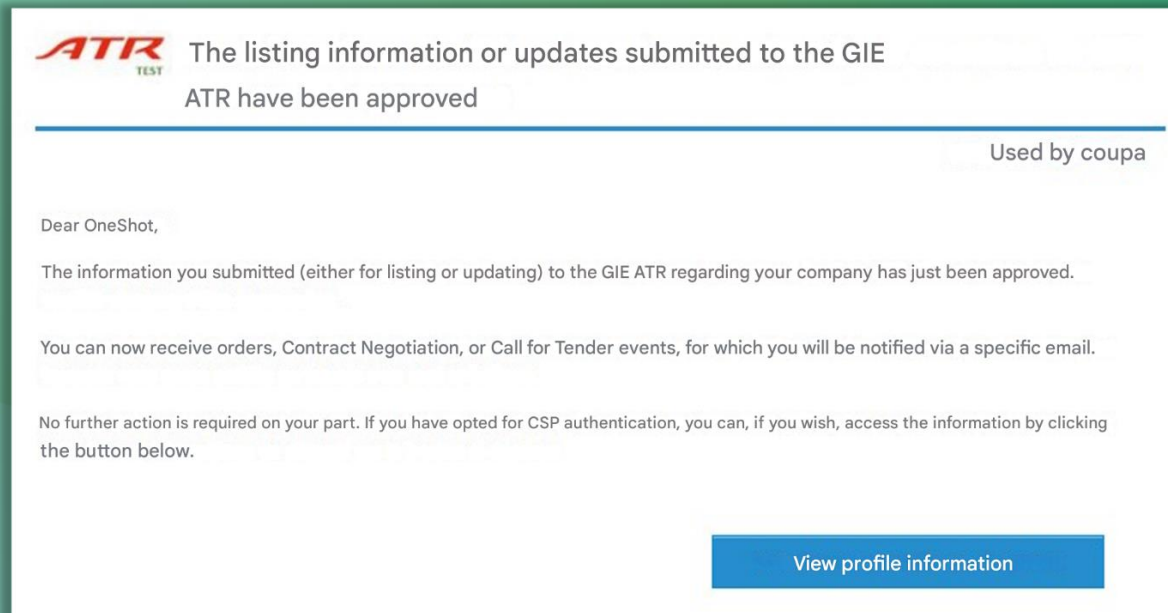 ATR
TEST
The listing information or updates submitted to the GIE
ATR have been approved
Used by coupa
Dear OneShot,
The information you submitted (either for listing or updating) to the GIE ATR regarding your company has just been approved.
You can now receive orders, Contract Negotiation, or Call for Tender events, for which you will be notified via a specific email.
No further action is required on your part. If you have opted for CSP authentication, you can, if you wish, access the information by clicking
the button below.
View profile information